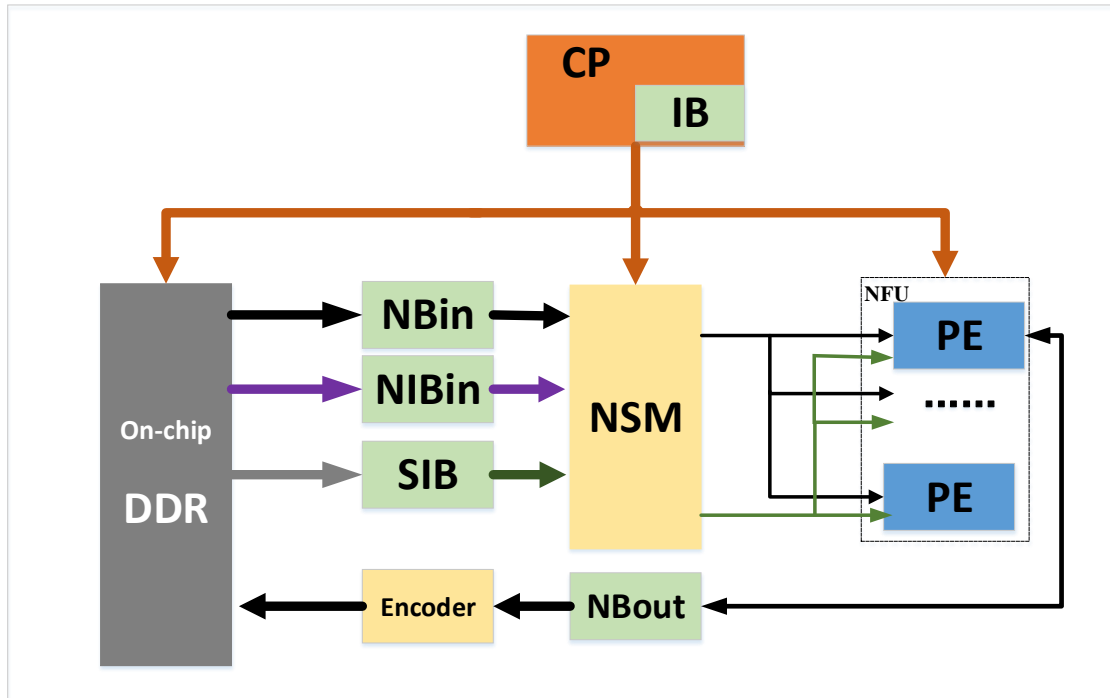 CP
IB
NBin
NIBin
SIB
On-chip
DDR
NSM
NFU
PE
......
PE
Encoder
NBout